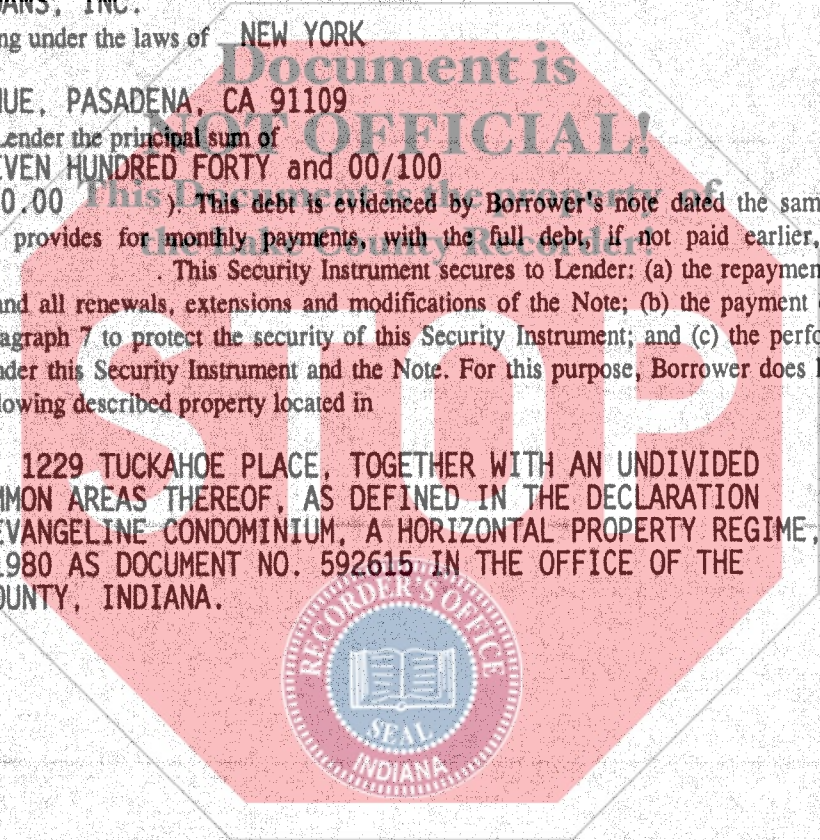 OANS, INC.
ng under the laws of NEW YORK
Document is
NUE, PASADENA, CA 91109
NOT OFFICIAL!
Lender the principal sum of
EVEN HUNDRED FORTY and 00/100
This Document is the property of
0.00 ). This debt is evidenced by Borrower's note dated the sam
provides for monthly payments, with the full debt, if not paid earlier,
the Lake County Recorder!
. This Security Instrument secures to Lender: (a) the repaymen
and all renewals, extensions and modifications of the Note; (b) the payment
agraph 7 to protect the security of this Security Instrument; and (c) the perfo
nder this Security Instrument and the Note. For this purpose, Borrower does
lowing described property located in
STOP
1229 TUCKAHOE PLACE, TOGETHER WITH AN UNDIVIDED
MMON AREAS THEREOF, AS DEFINED IN THE DECLARATION
EVANGELINE CONDOMINIUM, A HORIZONTAL PROPERTY REGIME,
1980 AS DOCUMENT NO. 592615 IN THE OFFICE OF THE
OUNTY, INDIANA.
RECORDER'S OFFICE
SEAL
INDIANA